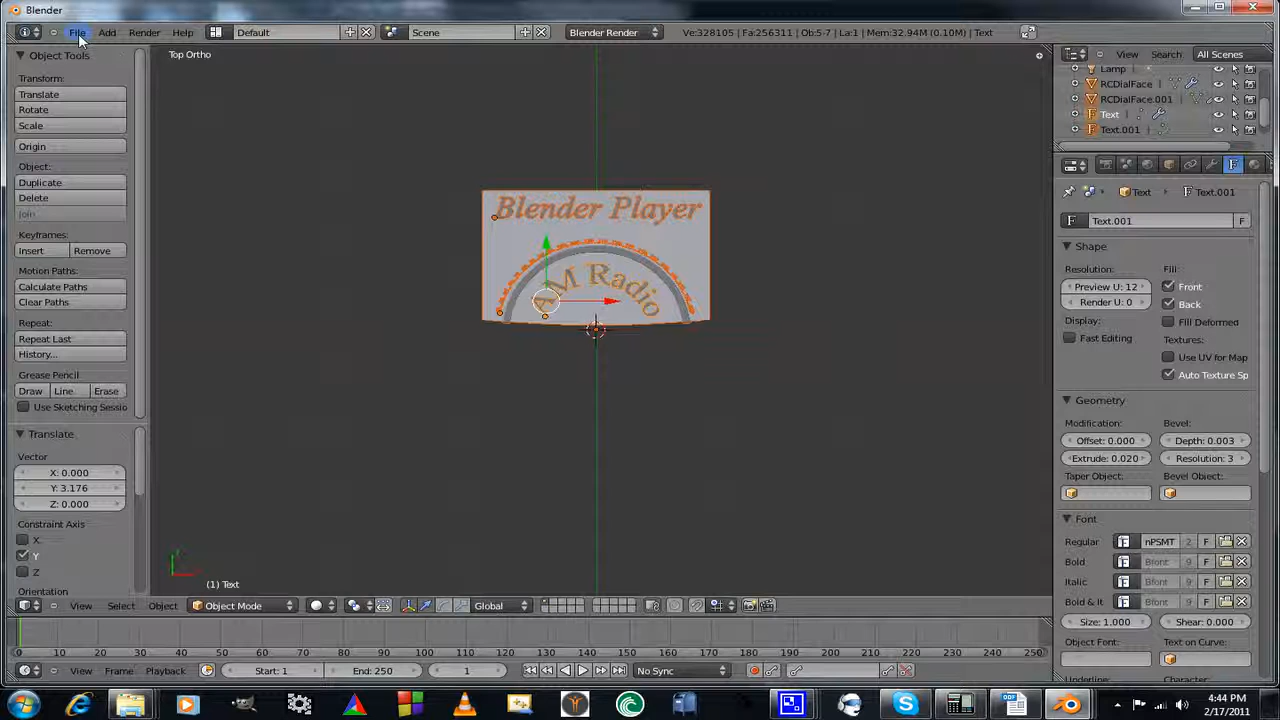 Blender
File Add Render Help Default Scene Blender Render Ve:328105 | Fa:256311 | Ob:5-7 | La:1 | Mem:32.94M (0.10M) | Text
Object Tools
Transform:
Translate
Rotate
Scale
Origin
Object:
Duplicate
Delete
Join
Keyframes:
Insert Remove
Motion Paths:
Calculate Paths
Clear Paths
Repeat:
Repeat Last
History...
Grease Pencil
Draw Line Erase
Use Sketching Sessio
Translate
Vector
X: 0.000
Y: 3.176
Z: 0.000
Constraint Axis
X
Y
Z
Orientation
Top Ortho
Blender Player
AM Radio
(1) Text
View Search All Scenes
Lamp
RCDialFace
RCDialFace.001
Text
Text.001
Text Text.001
Text.001 F
Shape
Resolution: Fill:
Preview U: 12 Front
Render U: 0 Back
Display: Fill Deformed
Fast Editing Textures:
Use UV for Map
Auto Texture Sp
Geometry
Modification: Bevel:
Offset: 0.000 Depth: 0.003
Extrude: 0.020 Resolution: 3
Taper Object: Bevel Object:
Font
Regular nPSMT 2 F
Bold Bfont 9 F
Italic Bfont 9 F
Bold & It Bfont 9 F
Size: 1.000 Shear: 0.000
Object Font: Text on Curve:
View Select Object Object Mode Global
0 10 20 30 40 50 60 70 80 90 100 110 120 130 140 150 160 170 180 190 200 210 220 230 240 250
View Frame Playback Start: 1 End: 250 1 No Sync
4:44 PM
2/17/2011